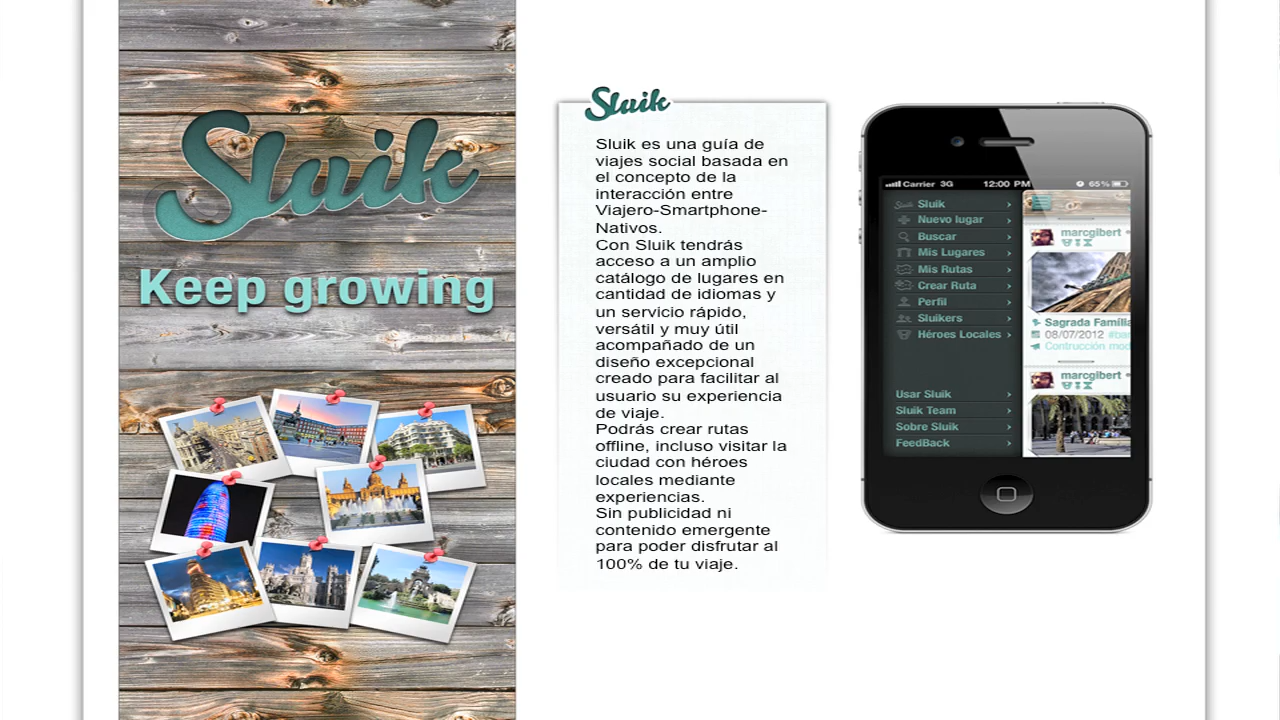 Sluik
Keep growing
Sluik
Sluik es una guía de
viajes social basada en
el concepto de la
interacción entre
Viajero-Smartphone-
Nativos.
Con Sluik tendrás
acceso a un amplio
catálogo de lugares en
cantidad de idiomas y
un servicio rápido,
versátil y muy útil
acompañado de un
diseño excepcional
creado para facilitar al
usuario su experiencia
de viaje.
Podrás crear rutas
offline, incluso visitar la
ciudad con héroes
locales mediante
experiencias.
Sin publicidad ni
contenido emergente
para poder disfrutar al
100% de tu viaje.
Carrier 3G 12:00 PM 65%
Sluik
Nuevo lugar
Buscar
Mis Lugares
Mis Rutas
Crear Ruta
Perfil
Sluikers
Héroes Locales
Usar Sluik
Sluik Team
Sobre Sluik
FeedBack
marcgibert
Sagrada Família
08/07/2012 #bar
Contrucción mod
marcgibert